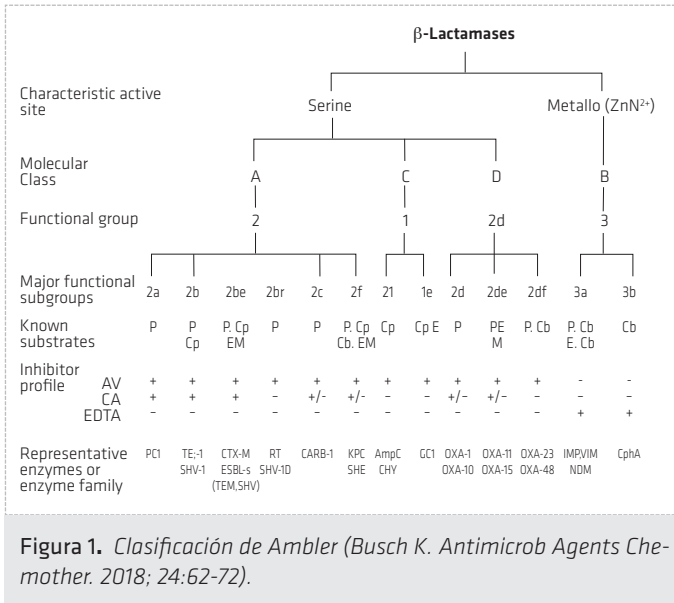 β-Lactamases
Characteristic active
site
Serine Metallo (ZnN²⁺)
Molecular
Class
A C D B
Functional group 2 1 2d 3
Major functional
subgroups
2a 2b 2be 2br 2c 2f 21 1e 2d 2de 2df 3a 3b
Known
substrates
P P P. Cp P P P. Cp Cp Cp E P PE P. Cb P. Cb Cb
Cp EM Cb. EM M E. Cb
Inhibitor
profile
AV + + + + + + + + + + + - -
CA + + + – +/- +/- – – +/– +/– – – –
EDTA – – – – – – – – – – – + +
Representative
enzymes or
enzyme family
PC1 TE;-1 CTX-M RT CARB-1 KPC AmpC GC1 OXA-1 OXA-11 OXA-23 IMP,VIM CphA
SHV-1 ESBL-s SHV-1D SHE CHY OXA-10 OXA-15 OXA-48 NDM
(TEM,SHV)
Figura 1. Clasificación de Ambler (Busch K. Antimicrob Agents Che-
mother. 2018; 24:62-72).